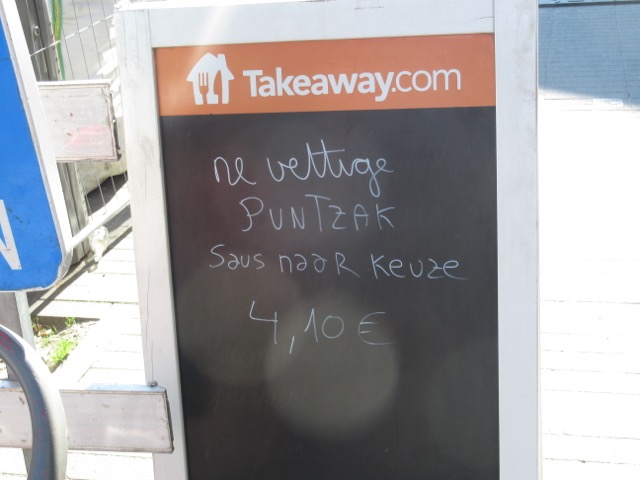 Takeaway.com
ne vettige
PUNTZAK
saus naar keuze
4,10 €
N